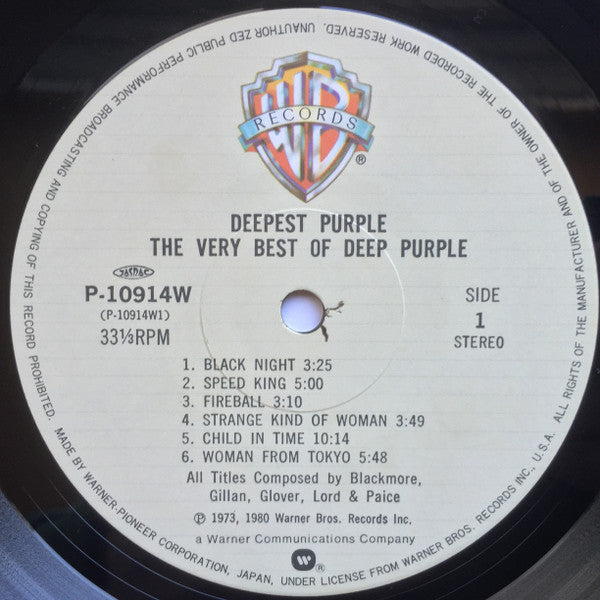 WB
RECORDS
®
DEEPEST PURPLE
THE VERY BEST OF DEEP PURPLE
JASRAC
P-10914W
(P-10914W1)
33⅓RPM
SIDE
1
STEREO
1. BLACK NIGHT 3:25
2. SPEED KING 5:00
3. FIREBALL 3:10
4. STRANGE KIND OF WOMAN 3:49
5. CHILD IN TIME 10:14
6. WOMAN FROM TOKYO 5:48
All Titles Composed by Blackmore,
Gillan, Glover, Lord & Paice
℗ 1973, 1980 Warner Bros. Records Inc.
a Warner Communications Company
W
®
MADE BY WARNER-PIONEER CORPORATION, JAPAN, UNDER LICENSE FROM WARNER BROS. RECORDS INC., U.S.A. ALL RIGHTS OF THE MANUFACTURER AND OF THE OWNER OF THE RECORDED WORK RESERVED. UNAUTHORIZED PUBLIC PERFORMANCE BROADCASTING AND COPYING OF THIS RECORD PROHIBITED.